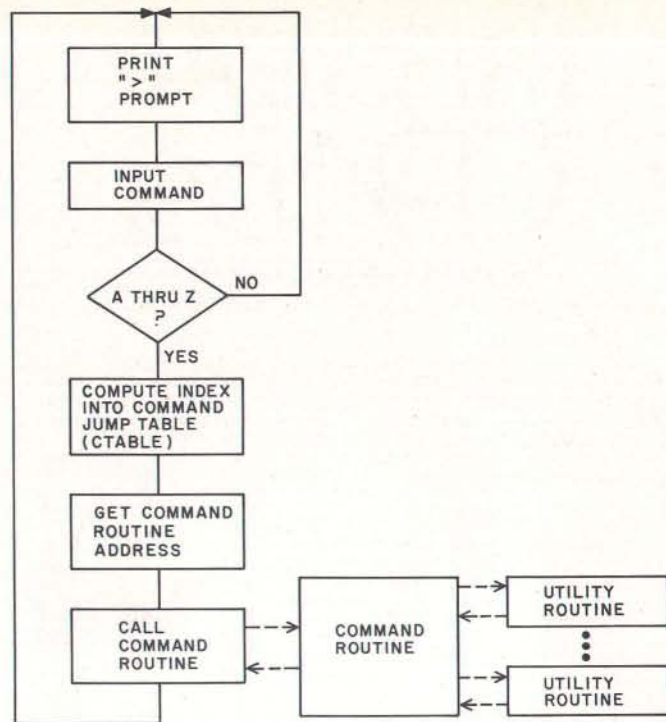 PRINT
">"
PROMPT
INPUT
COMMAND
A THRU Z
?
NO
YES
COMPUTE INDEX
INTO COMMAND
JUMP TABLE
(CTABLE)
GET COMMAND
ROUTINE
ADDRESS
CALL
COMMAND
ROUTINE
COMMAND
ROUTINE
UTILITY
ROUTINE
UTILITY
ROUTINE